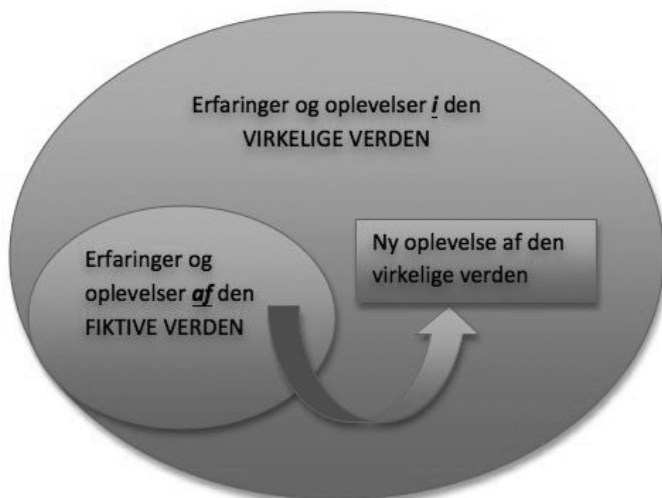 Erfaringer og oplevelser i den
VIRKELIGE VERDEN
Erfaringer og
oplevelser af den
FIKTIVE VERDEN
Ny oplevelse af den
virkelige verden